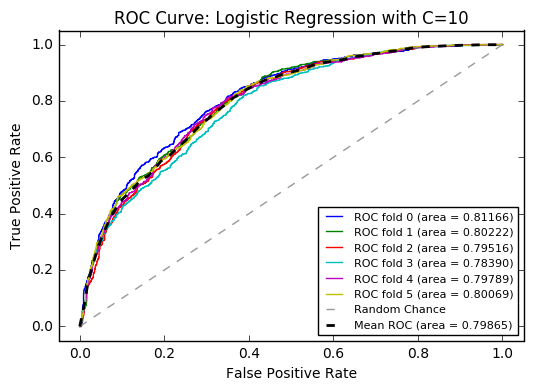 ROC Curve: Logistic Regression with C=10
True Positive Rate
1.0
0.8
0.6
0.4
0.2
0.0
ROC fold 0 (area = 0.81166)
ROC fold 1 (area = 0.80222)
ROC fold 2 (area = 0.79516)
ROC fold 3 (area = 0.78390)
ROC fold 4 (area = 0.79789)
ROC fold 5 (area = 0.80069)
Random Chance
Mean ROC (area = 0.79865)
0.0 0.2 0.4 0.6 0.8 1.0
False Positive Rate